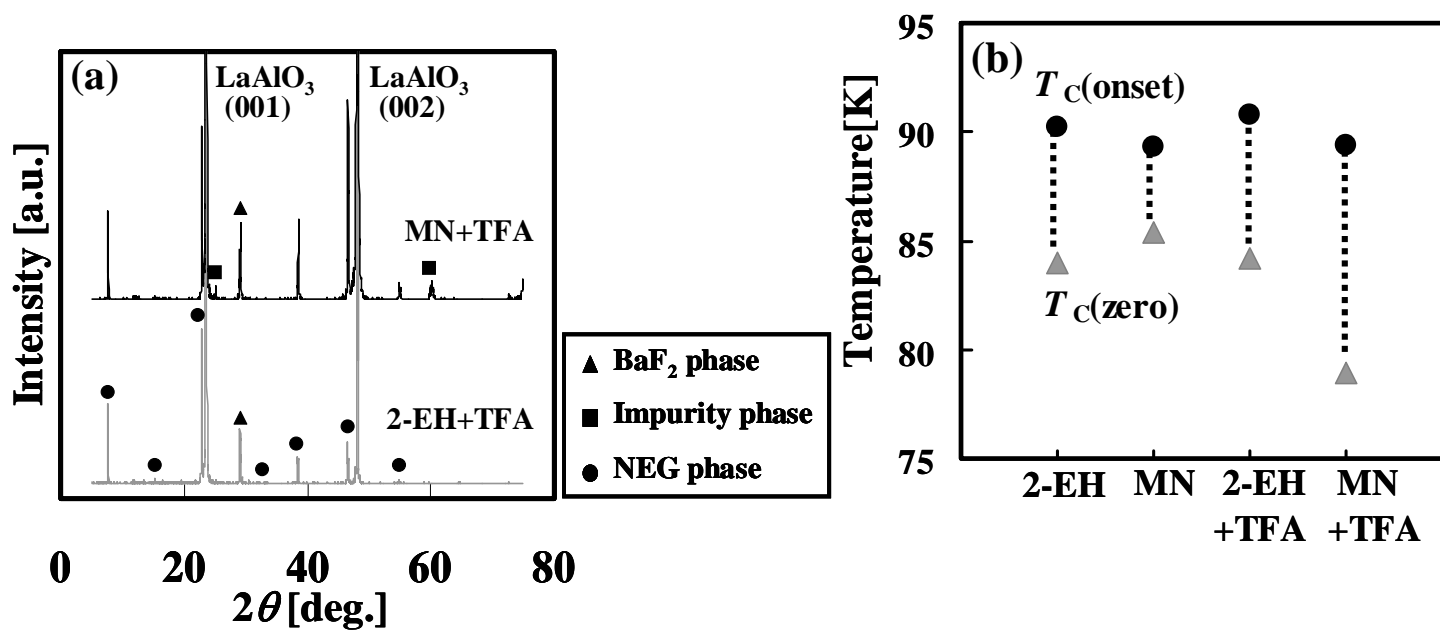 (a)
LaAlO3
(001)
LaAlO3
(002)
MN+TFA
2-EH+TFA
Intensity [a.u.]
0 20 40 60 80
2θ [deg.]
▲ BaF2 phase
■ Impurity phase
● NEG phase
(b)
TC(onset)
TC(zero)
Temperature[K]
95
90
85
80
75
2-EH MN 2-EH MN
+TFA +TFA